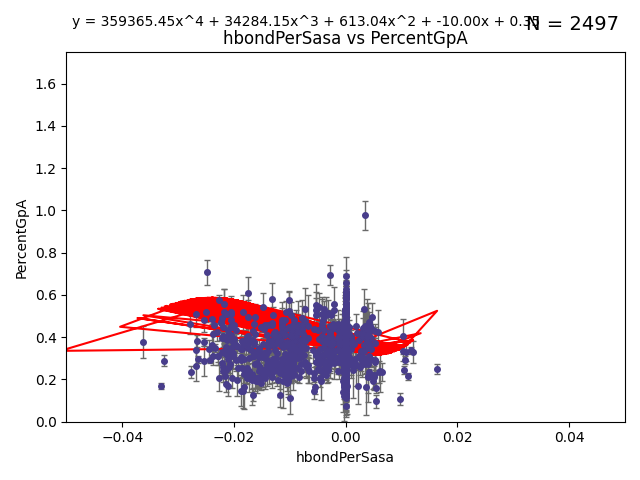 y = 359365.45x^4 + 34284.15x^3 + 613.04x^2 + -10.00x + 0.35
N = 2497
hbondPerSasa vs PercentGpA
PercentGpA
1.6
1.4
1.2
1.0
0.8
0.6
0.4
0.2
0.0
−0.04 −0.02 0.00 0.02 0.04
hbondPerSasa